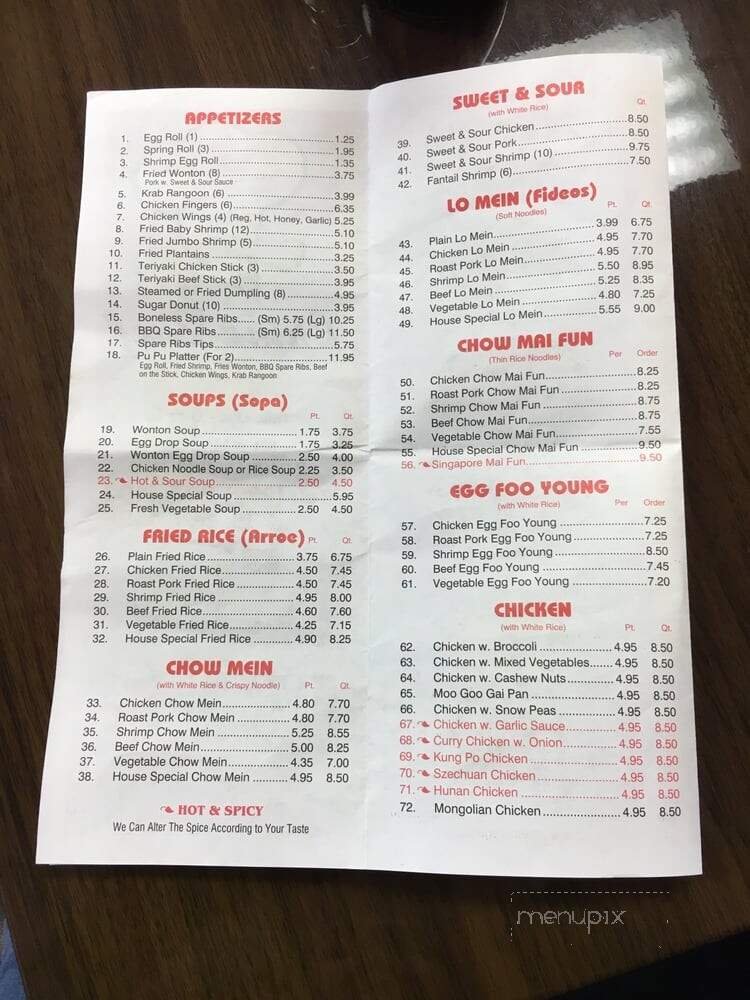 APPETIZERS
1. Egg Roll (1) 1.25
2. Spring Roll (3) 1.95
3. Shrimp Egg Roll 1.35
4. Fried Wonton (8) 3.75
Pork w. Sweet & Sour Sauce
5. Krab Rangoon (6) 3.99
6. Chicken Fingers (6) 6.35
7. Chicken Wings (4) (Reg, Hot, Honey, Garlic) 5.25
8. Fried Baby Shrimp (12) 5.10
9. Fried Jumbo Shrimp (5) 5.10
10. Fried Plantains 3.25
11. Teriyaki Chicken Stick (3) 3.50
12. Teriyaki Beef Stick (3) 3.95
13. Steamed or Fried Dumpling (8) 4.95
14. Sugar Donut (10) 3.95
15. Boneless Spare Ribs (Sm) 5.75 (Lg) 10.25
16. BBQ Spare Ribs (Sm) 6.25 (Lg) 11.50
17. Spare Ribs Tips 5.75
18. Pu Pu Platter (For 2) 11.95
Egg Roll, Fried Shrimp, Fries Wonton, BBQ Spare Ribs, Beef
on the Stick, Chicken Wings, Krab Rangoon
SOUPS (Sopa)
Pt. Qt.
19. Wonton Soup 1.75 3.75
20. Egg Drop Soup 1.75 3.25
21. Wonton Egg Drop Soup 2.50 4.00
22. Chicken Noodle Soup or Rice Soup 2.25 3.50
23. Hot & Sour Soup 2.50 4.50
24. House Special Soup 5.95
25. Fresh Vegetable Soup 2.50 4.50
FRIED RICE (Arroe) Pt. Qt.
26. Plain Fried Rice 3.75 6.75
27. Chicken Fried Rice 4.50 7.45
28. Roast Pork Fried Rice 4.50 7.45
29. Shrimp Fried Rice 4.95 8.00
30. Beef Fried Rice 4.60 7.60
31. Vegetable Fried Rice 4.25 7.15
32. House Special Fried Rice 4.90 8.25
CHOW MEIN
(with White Rice & Crispy Noodle) Pt. Qt.
33. Chicken Chow Mein 4.80 7.70
34. Roast Pork Chow Mein 4.80 7.70
35. Shrimp Chow Mein 5.25 8.55
36. Beef Chow Mein 5.00 8.25
37. Vegetable Chow Mein 4.35 7.00
38. House Special Chow Mein 4.95 8.50
HOT & SPICY
We Can Alter The Spice According to Your Taste
SWEET & SOUR
(with White Rice) Qt.
39. Sweet & Sour Chicken 8.50
40. Sweet & Sour Pork 8.50
41. Sweet & Sour Shrimp (10) 9.75
42. Fantail Shrimp (6) 7.50
LO MEIN (Fideos)
(Soft Noodles) Pt. Qt.
43. Plain Lo Mein 3.99 6.75
44. Chicken Lo Mein 4.95 7.70
45. Roast Pork Lo Mein 4.95 7.70
46. Shrimp Lo Mein 5.50 8.95
47. Beef Lo Mein 5.25 8.35
48. Vegetable Lo Mein 4.80 7.25
49. House Special Lo Mein 5.55 9.00
CHOW MAI FUN
(Thin Rice Noodles) Per Order
50. Chicken Chow Mai Fun 8.25
51. Roast Pork Chow Mai Fun 8.25
52. Shrimp Chow Mai Fun 8.75
53. Beef Chow Mai Fun 8.75
54. Vegetable Chow Mai Fun 7.55
55. House Special Chow Mai Fun 9.50
56. Singapore Mai Fun 9.50
EGG FOO YOUNG
(with White Rice) Per Order
57. Chicken Egg Foo Young 7.25
58. Roast Pork Egg Foo Young 7.25
59. Shrimp Egg Foo Young 8.50
60. Beef Egg Foo Young 7.45
61. Vegetable Egg Foo Young 7.20
CHICKEN
(with White Rice) Pt. Qt.
62. Chicken w. Broccoli 4.95 8.50
63. Chicken w. Mixed Vegetables 4.95 8.50
64. Chicken w. Cashew Nuts 4.95 8.50
65. Moo Goo Gai Pan 4.95 8.50
66. Chicken w. Snow Peas 4.95 8.50
67. Chicken w. Garlic Sauce 4.95 8.50
68. Curry Chicken w. Onion 4.95 8.50
69. Kung Po Chicken 4.95 8.50
70. Szechuan Chicken 4.95 8.50
71. Hunan Chicken 4.95 8.50
72. Mongolian Chicken 4.95 8.50
menupix